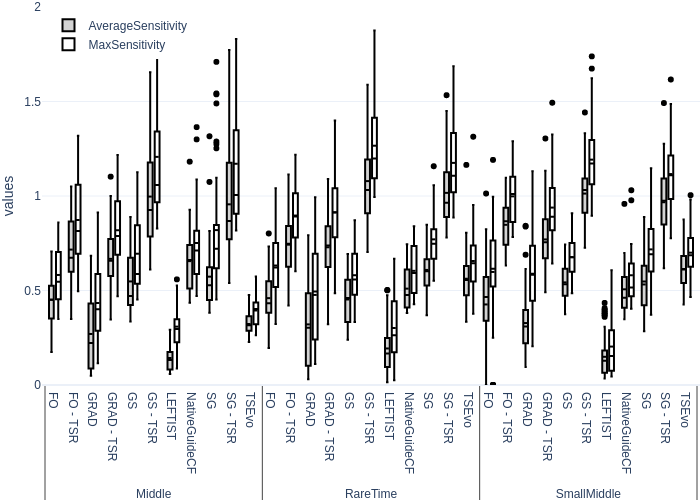 2
AverageSensitivity
MaxSensitivity
1.5
values
1
0.5
0
FO
FO - TSR
GRAD
GRAD - TSR
GS
GS - TSR
LEFTIST
NativeGuideCF
SG
SG - TSR
TSEvo
FO
FO - TSR
GRAD
GRAD - TSR
GS
GS - TSR
LEFTIST
NativeGuideCF
SG
SG - TSR
TSEvo
FO
FO - TSR
GRAD
GRAD - TSR
GS
GS - TSR
LEFTIST
NativeGuideCF
SG
SG - TSR
TSEvo
Middle
RareTime
SmallMiddle